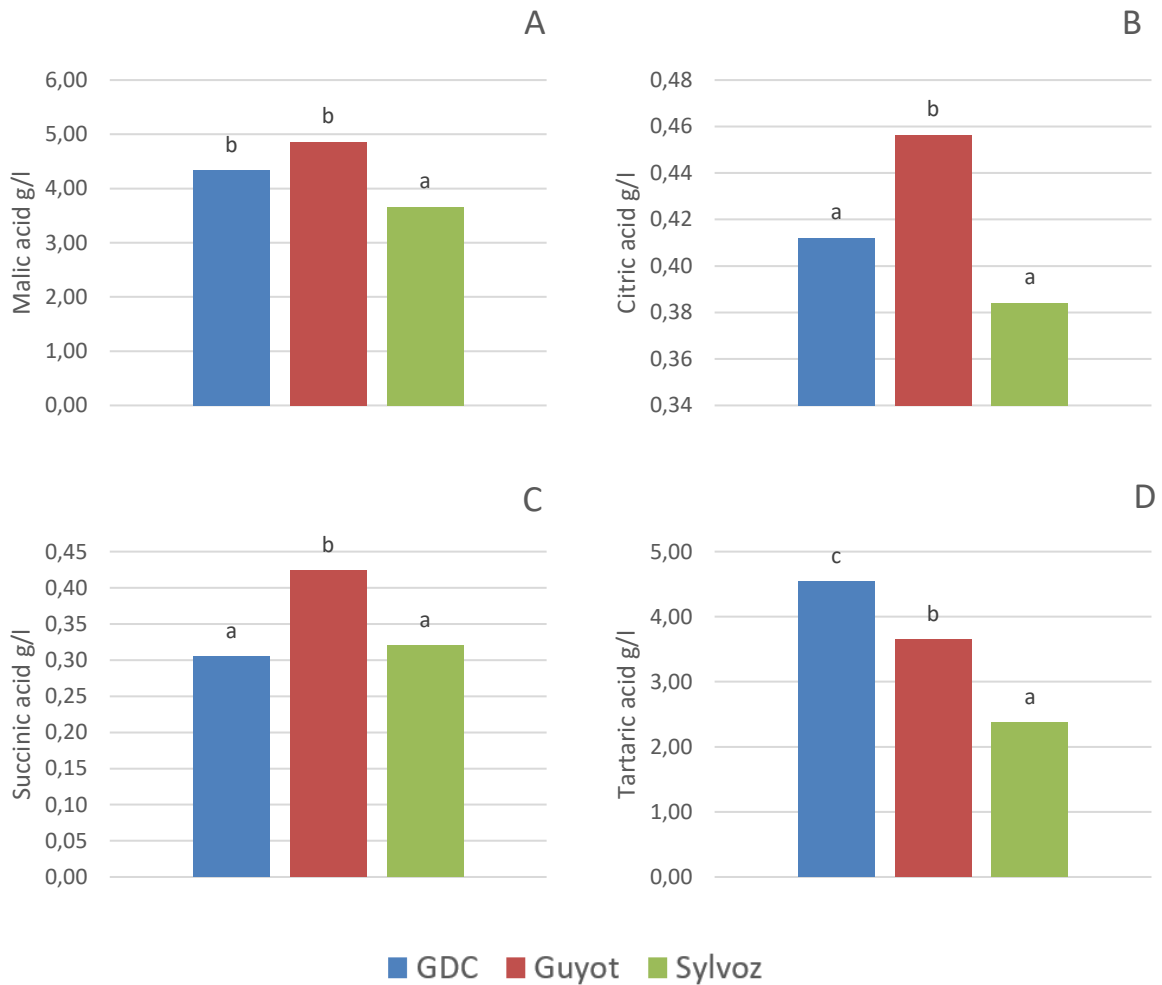 A
Malic acid g/l
6,00
5,00
4,00
3,00
2,00
1,00
0,00
b
b
a
B
Citric acid g/l
0,48
0,46
0,44
0,42
0,40
0,38
0,36
0,34
a
b
a
C
Succinic acid g/l
0,45
0,40
0,35
0,30
0,25
0,20
0,15
0,10
0,05
0,00
a
b
a
D
Tartaric acid g/l
5,00
4,00
3,00
2,00
1,00
0,00
c
b
a
GDC Guyot Sylvoz